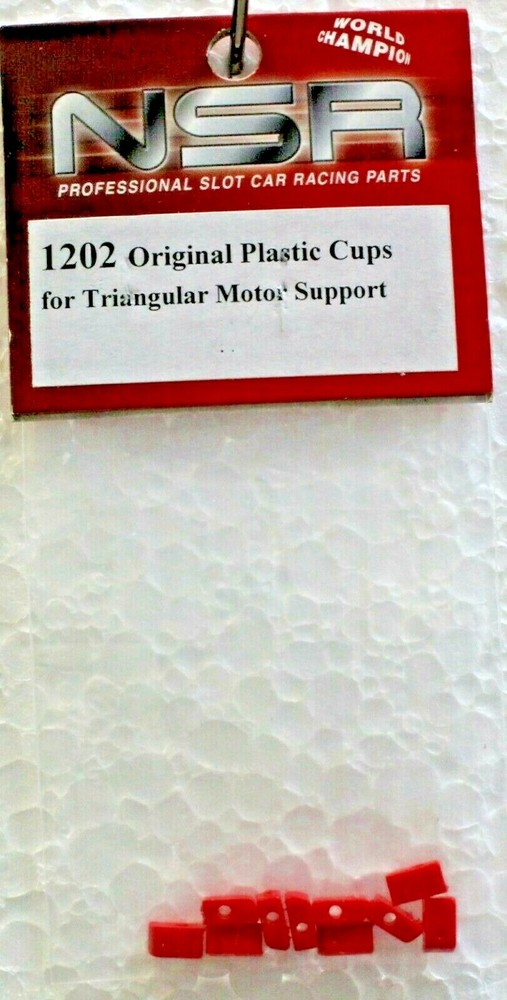 WORLD
CHAMPION
NSR
PROFESSIONAL SLOT CAR RACING PARTS
1202 Original Plastic Cups
for Triangular Motor Support